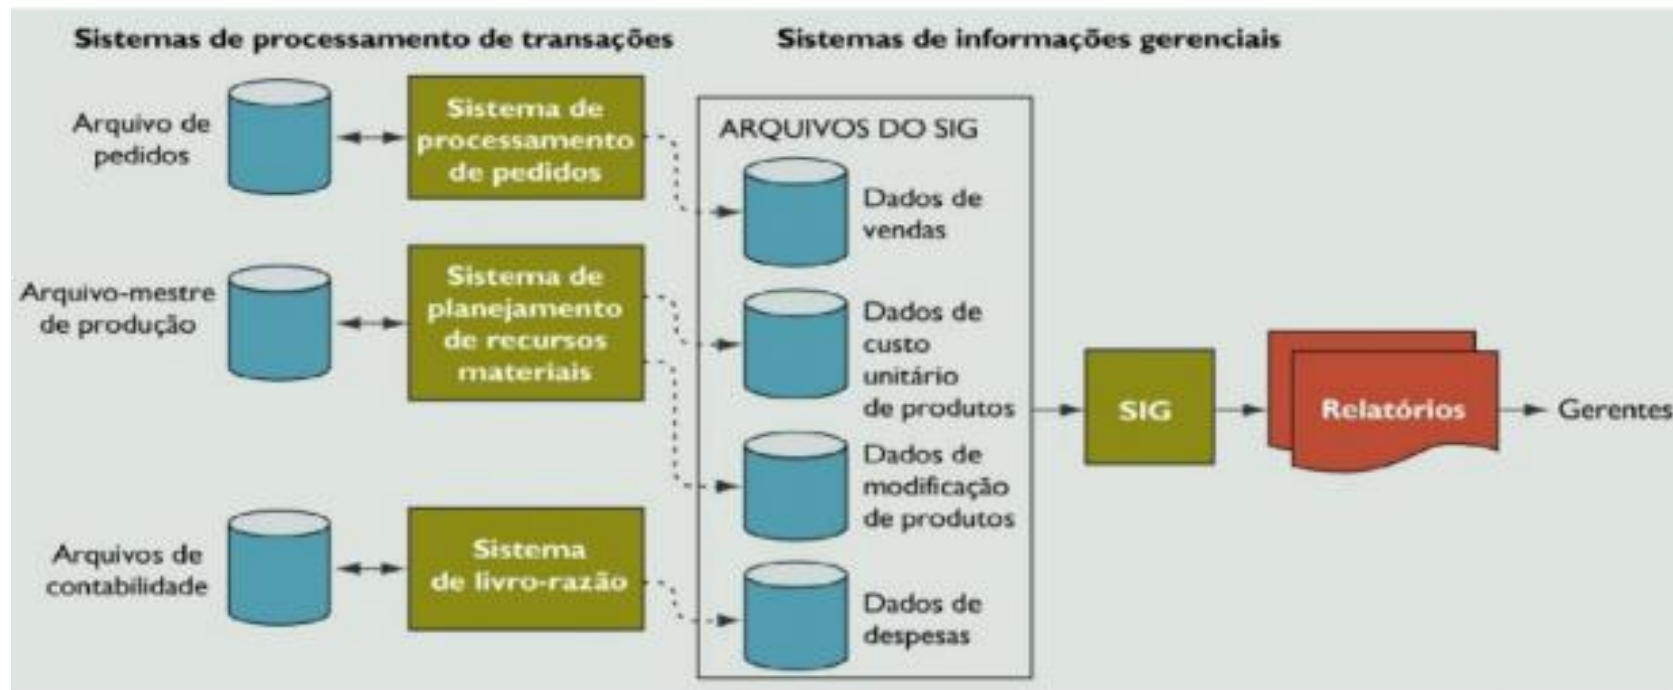 Sistemas de processamento de transações
Sistemas de informações gerenciais
Arquivo de
pedidos
Sistema de
processamento
de pedidos
Arquivo-mestre
de produção
Sistema de
planejamento
de recursos
materiais
Arquivos de
contabilidade
Sistema
de livro-razão
ARQUIVOS DO SIG
Dados de
vendas
Dados de
custo
unitário
de produtos
Dados de
modificação
de produtos
Dados de
despesas
SIG
Relatórios
Gerentes